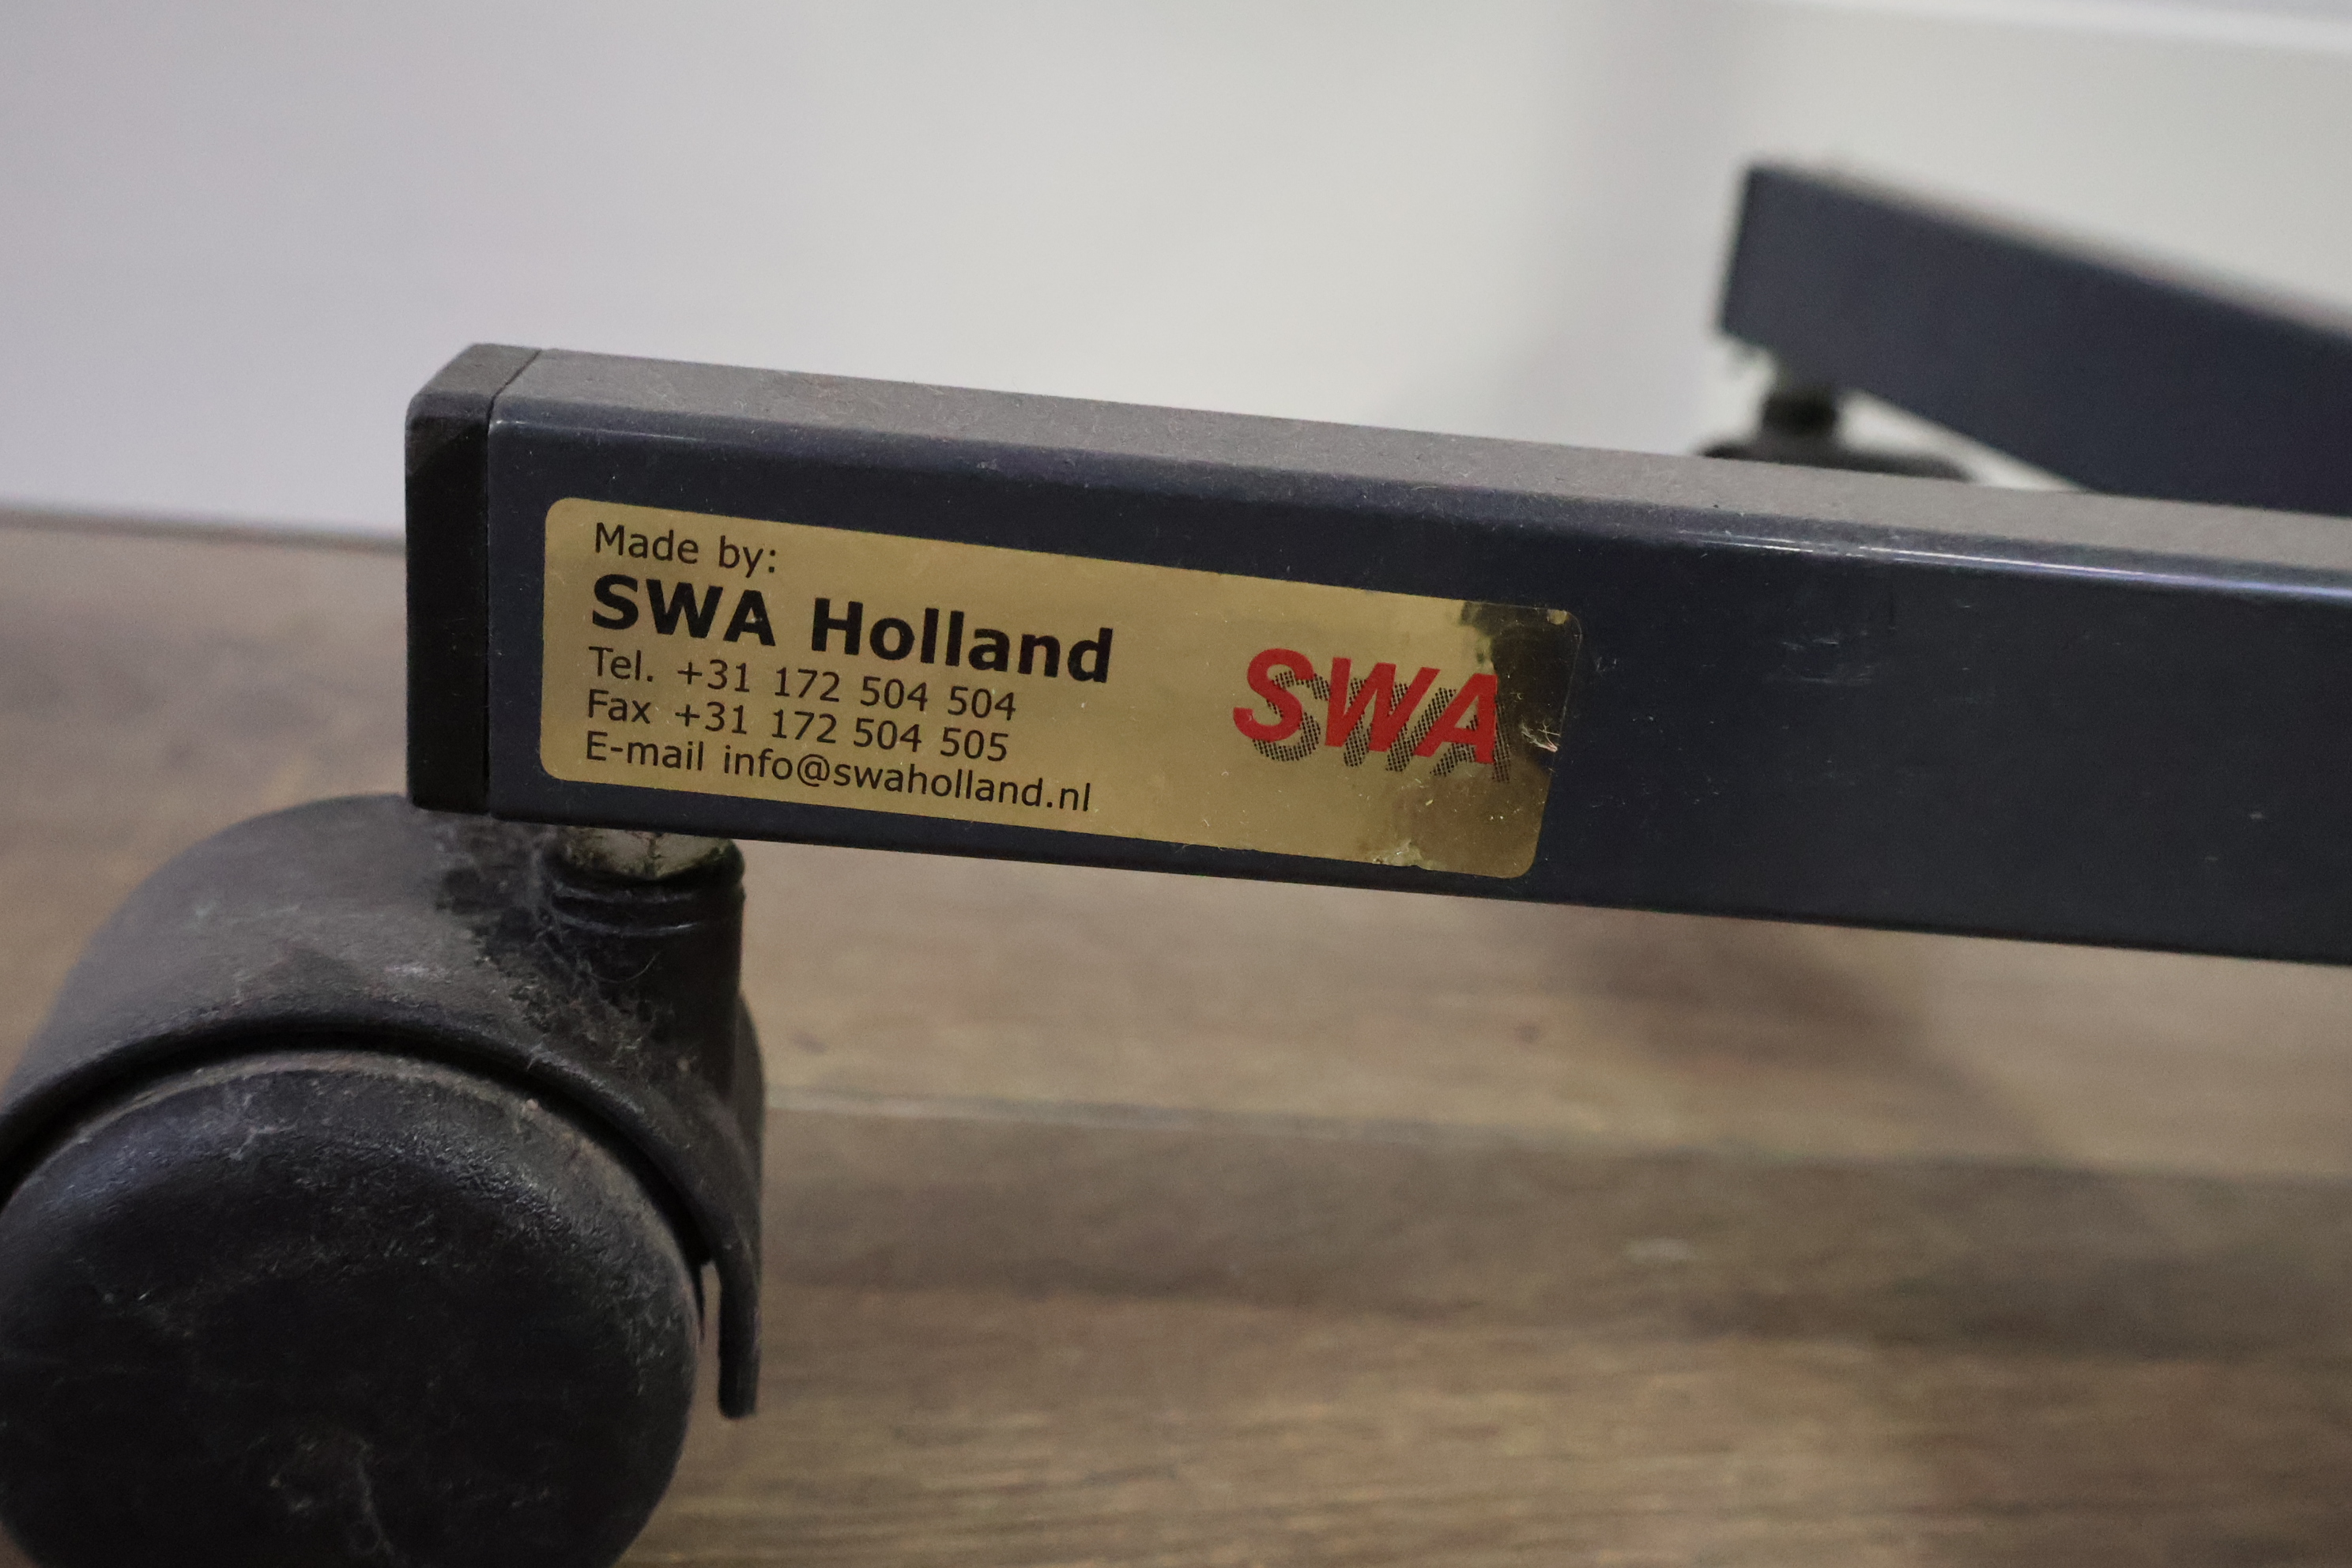 Made by:
SWA Holland
Tel. +31 172 504 504
Fax +31 172 504 505
E-mail info@swaholland.nl
SWA